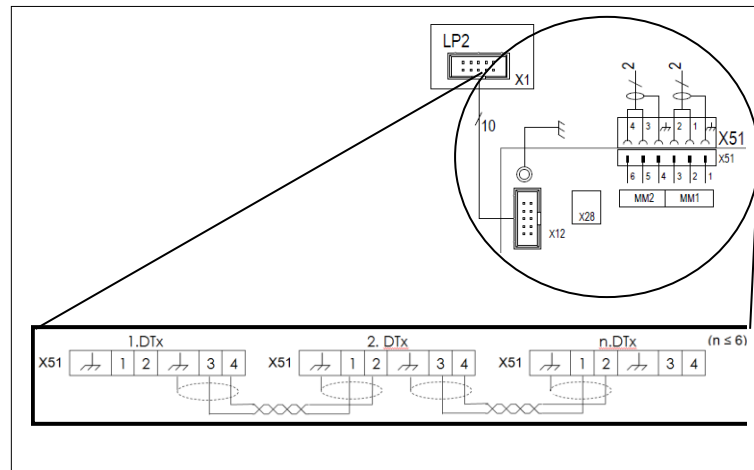 LP2
X1
10
2 2
4 3 2 1
X51
X51
6 5 4 3 2 1
MM2 MM1
X28
X12
1.DTx 2. DTx n.DTx (n ≤ 6)
X51 1 2 3 4 X51 1 2 3 4 X51 1 2 3 4